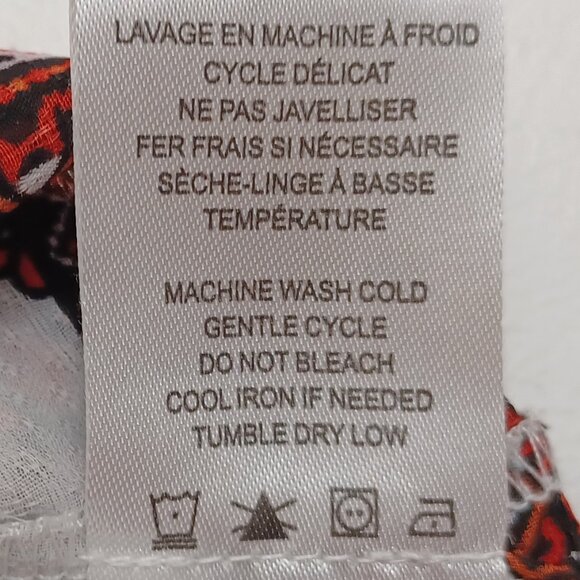 LAVAGE EN MACHINE À FROID
CYCLE DÉLICAT
NE PAS JAVELLISER
FER FRAIS SI NÉCESSAIRE
SÈCHE-LINGE À BASSE
TEMPÉRATURE
MACHINE WASH COLD
GENTLE CYCLE
DO NOT BLEACH
COOL IRON IF NEEDED
TUMBLE DRY LOW